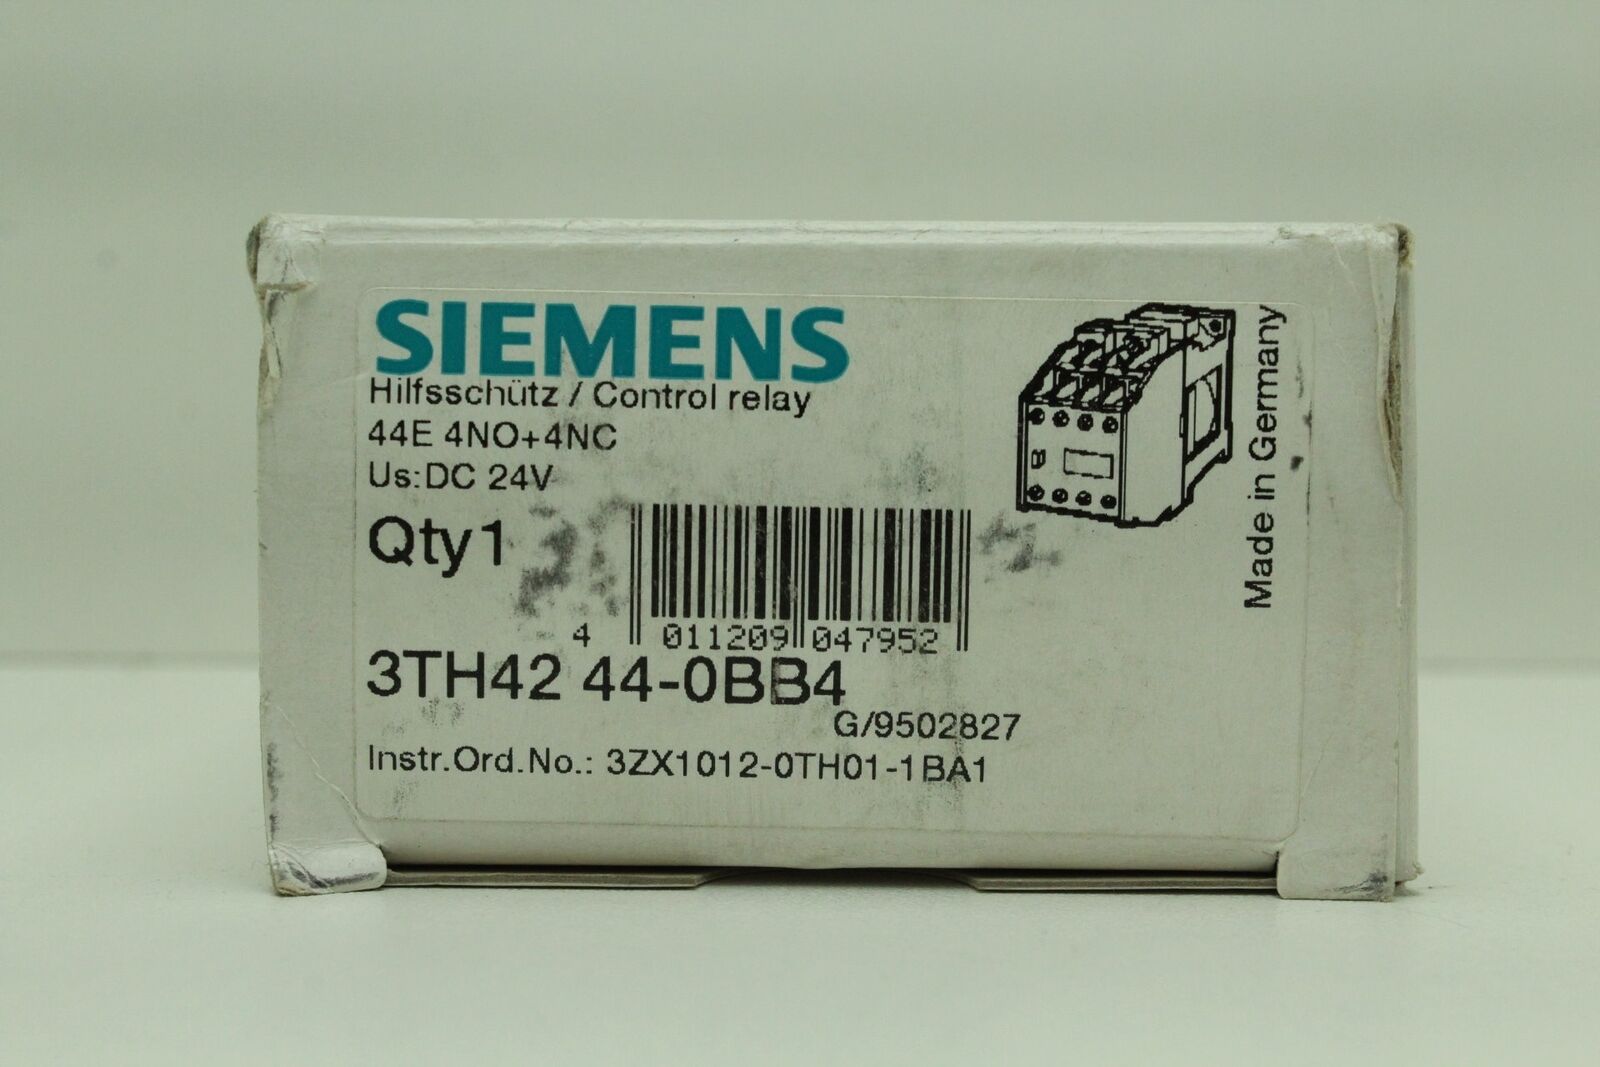 SIEMENS
Hilfsschütz / Control relay
44E 4NO+4NC
Us:DC 24V
Qty1
4 011209 047952
3TH42 44-0BB4
G/9502827
Instr.Ord.No.: 3ZX1012-0TH01-1BA1
Made in Germany